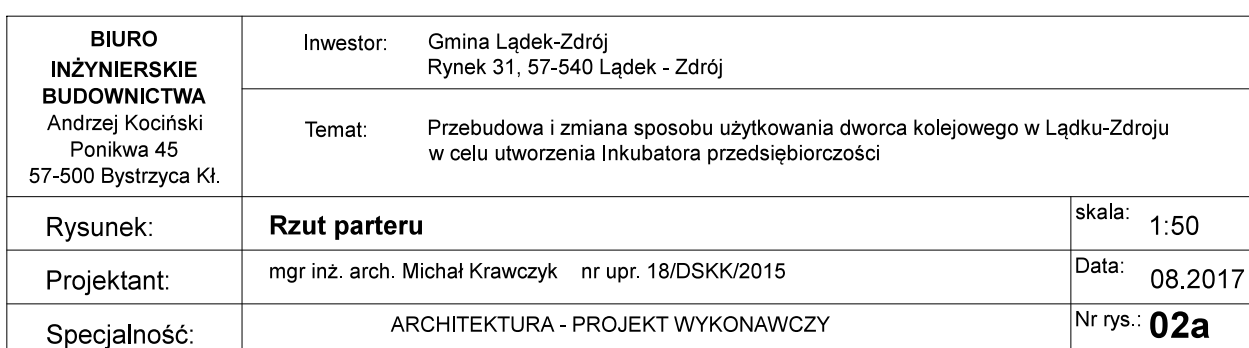 BIURO
INŻYNIERSKIE
BUDOWNICTWA
Andrzej Kociński
Ponikwa 45
57-500 Bystrzyca Kł.
Inwestor: Gmina Lądek-Zdrój
Rynek 31, 57-540 Lądek - Zdrój
Temat: Przebudowa i zmiana sposobu użytkowania dworca kolejowego w Lądku-Zdroju
w celu utworzenia Inkubatora przedsiębiorczości
Rysunek: Rzut parteru skala: 1:50
Projektant: mgr inż. arch. Michał Krawczyk nr upr. 18/DSKK/2015 Data: 08.2017
Specjalność: ARCHITEKTURA - PROJEKT WYKONAWCZY Nr rys.: 02a